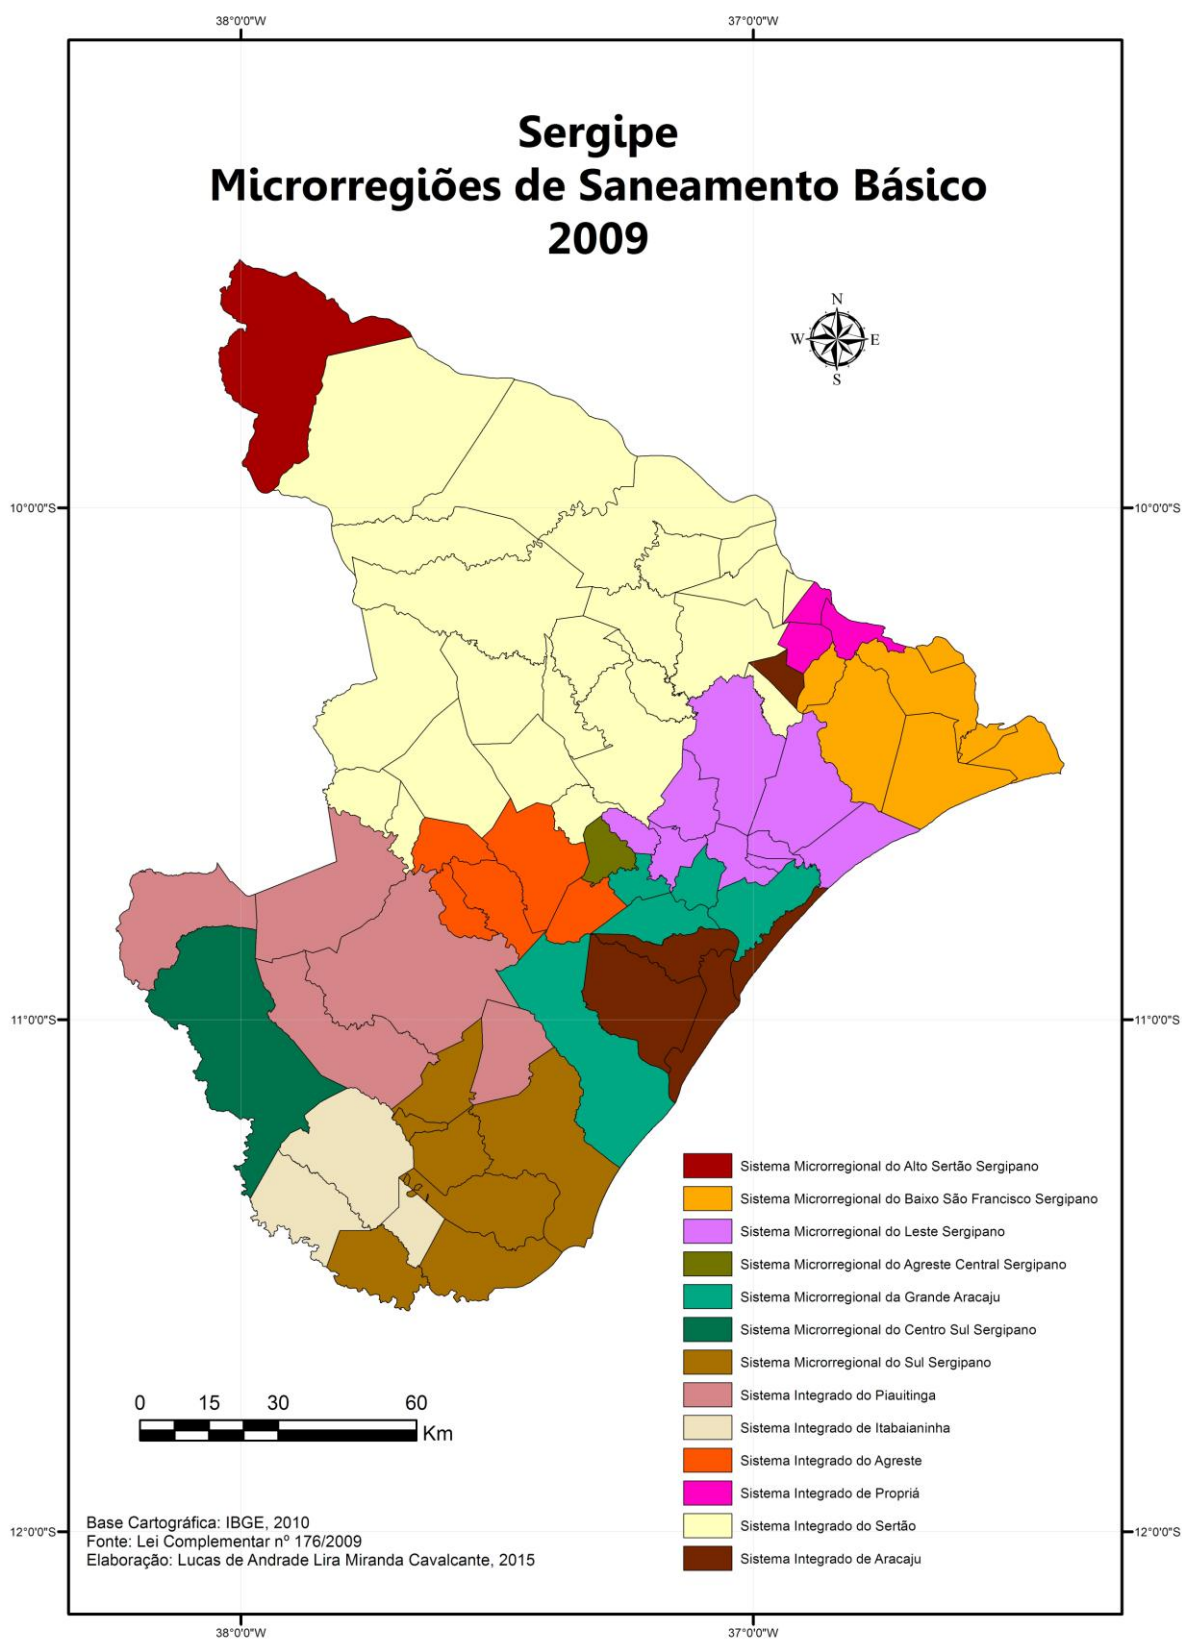 38°0'0"W
37°0'0"W
Sergipe
Microrregiões de Saneamento Básico
2009
N
W
E
S
10°0'0"S
10°0'0"S
11°0'0"S
11°0'0"S
Sistema Microrregional do Alto Sertão Sergipano
Sistema Microrregional do Baixo São Francisco Sergipano
Sistema Microrregional do Leste Sergipano
Sistema Microrregional do Agreste Central Sergipano
Sistema Microrregional da Grande Aracaju
Sistema Microrregional do Centro Sul Sergipano
Sistema Microrregional do Sul Sergipano
Sistema Integrado do Piauitinga
Sistema Integrado de Itabaianinha
Sistema Integrado do Agreste
Sistema Integrado de Propriá
Sistema Integrado do Sertão
Sistema Integrado de Aracaju
0 15 30 60
Km
Base Cartográfica: IBGE, 2010
Fonte: Lei Complementar nº 176/2009
Elaboração: Lucas de Andrade Lira Miranda Cavalcante, 2015
12°0'0"S
12°0'0"S
38°0'0"W
37°0'0"W